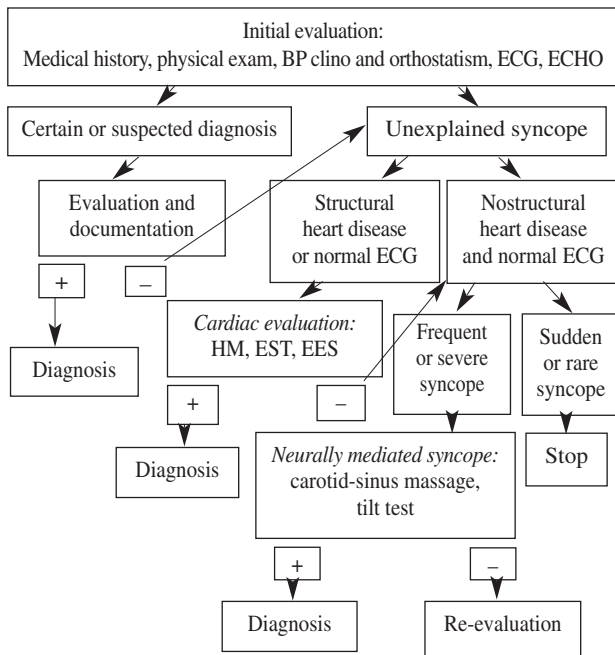 Initial evaluation:
Medical history, physical exam, BP clino and orthostatism, ECG, ECHO
Certain or suspected diagnosis
Unexplained syncope
Evaluation and
documentation
Structural
heart disease
or normal ECG
Nostructural
heart disease
and normal ECG
+
–
Cardiac evaluation:
HM, EST, EES
Frequent
or severe
syncope
Sudden
or rare
syncope
Diagnosis
+
–
Diagnosis
Neurally mediated syncope:
carotid-sinus massage,
tilt test
Stop
+
–
Diagnosis
Re-evaluation